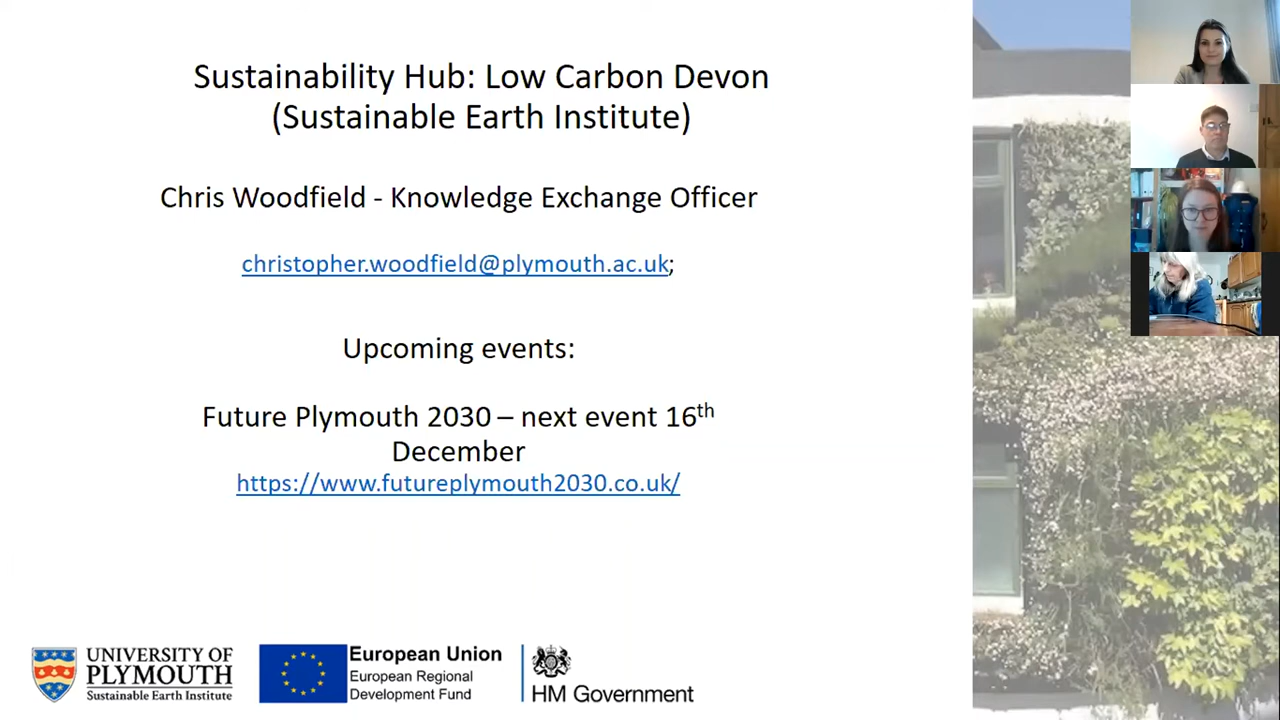 Sustainability Hub: Low Carbon Devon
(Sustainable Earth Institute)
Chris Woodfield - Knowledge Exchange Officer
christopher.woodfield@plymouth.ac.uk;
Upcoming events:
Future Plymouth 2030 – next event 16th
December
https://www.futureplymouth2030.co.uk/
UNIVERSITY OF
PLYMOUTH
Sustainable Earth Institute
European Union
European Regional
Development Fund
HM Government